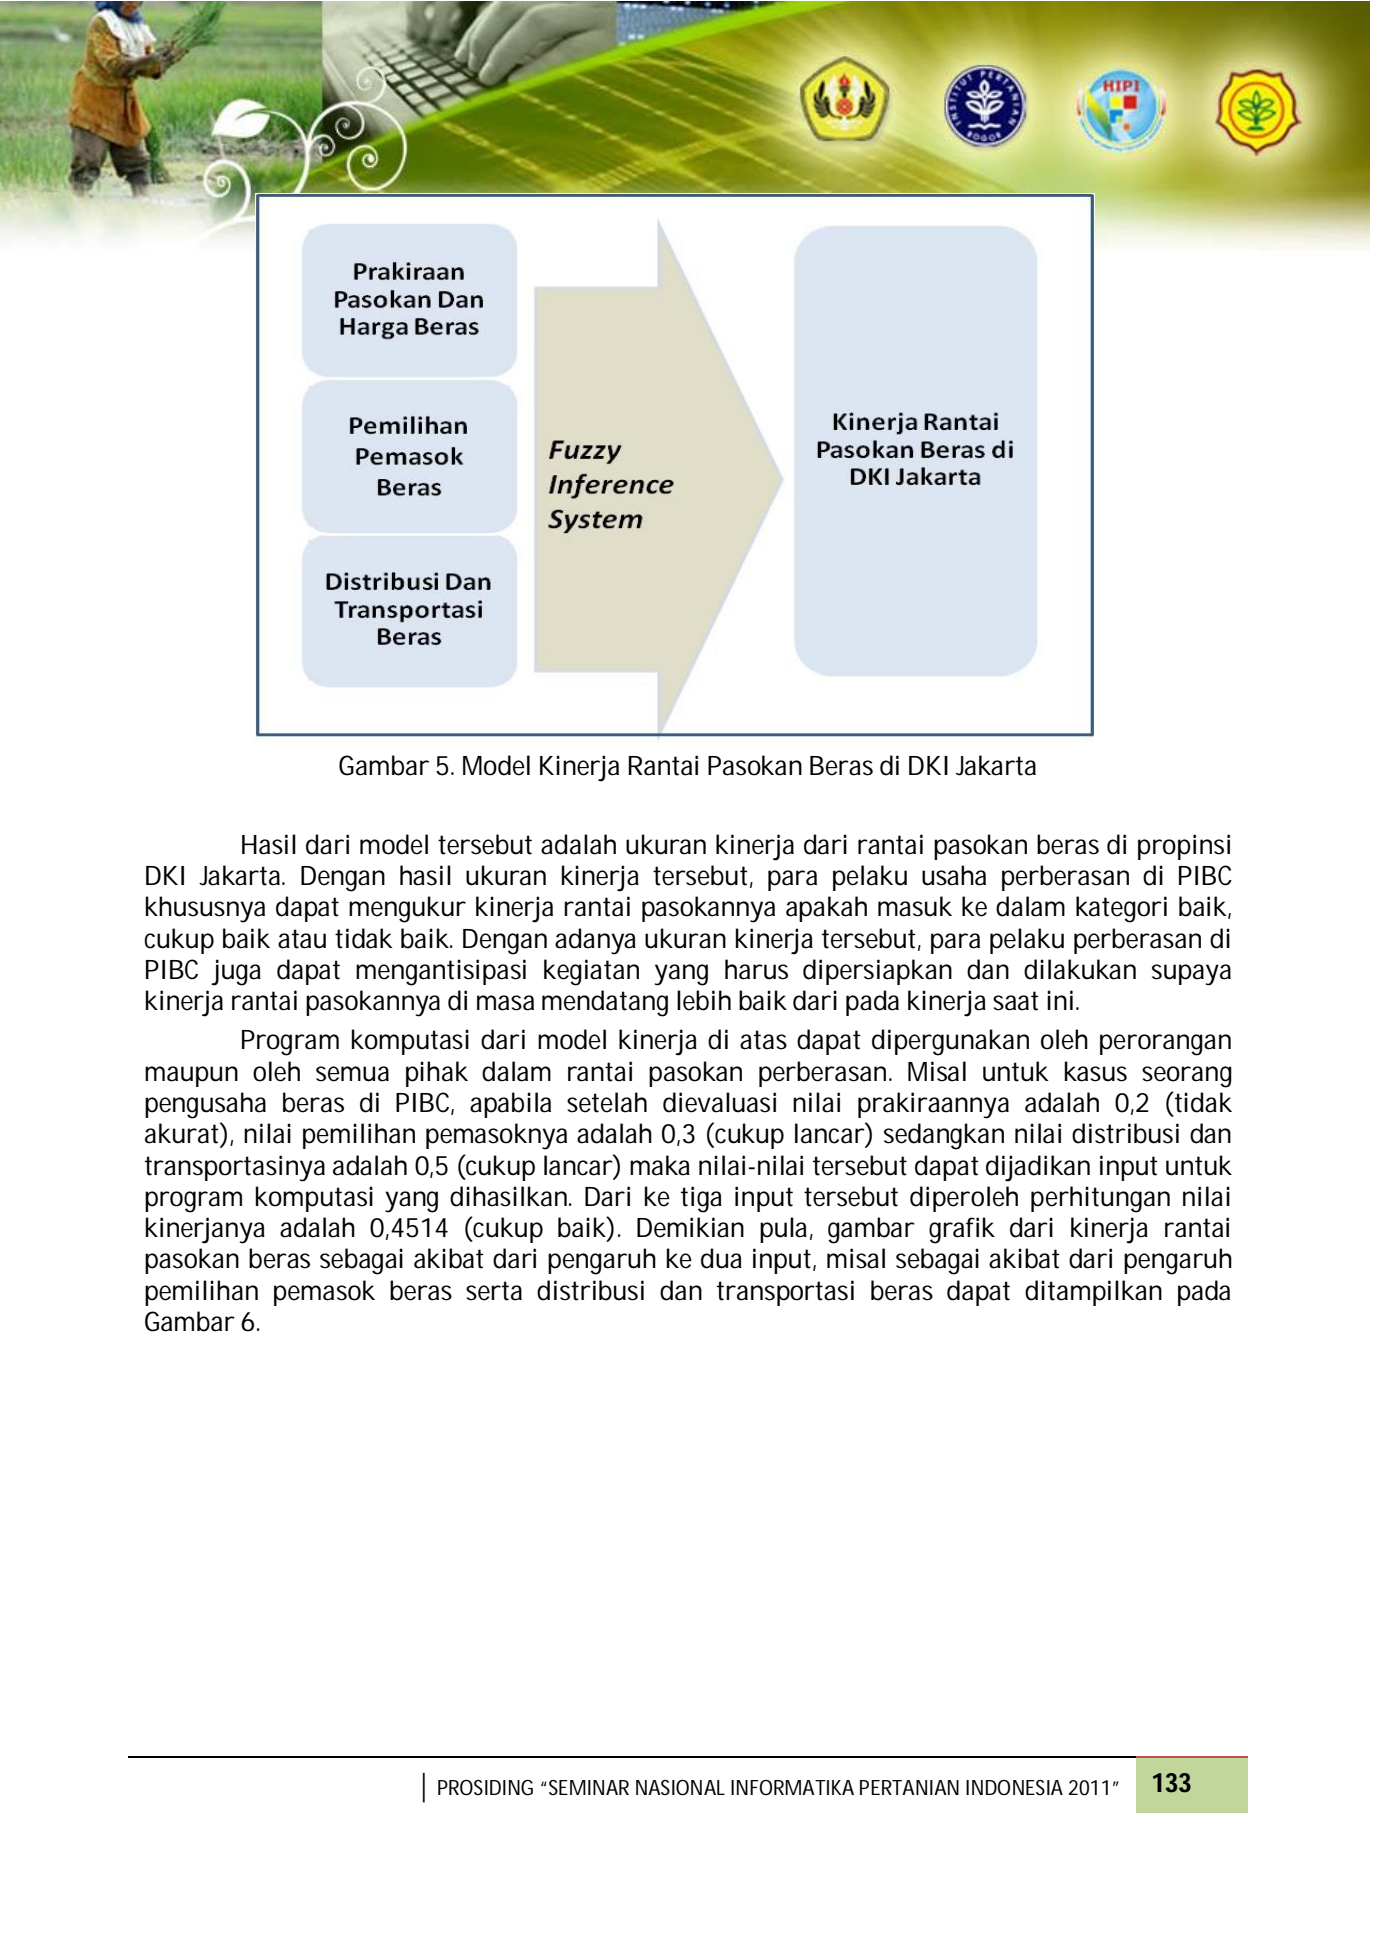 INSTITUT PERTANIAN
BOGOR
HIPI
Prakiraan
Pasokan Dan
Harga Beras
Pemilihan
Pemasok
Beras
Distribusi Dan
Transportasi
Beras
Fuzzy
Inference
System
Kinerja Rantai
Pasokan Beras di
DKI Jakarta
Gambar 5. Model Kinerja Rantai Pasokan Beras di DKI Jakarta
Hasil dari model tersebut adalah ukuran kinerja dari rantai pasokan beras di propinsi
DKI Jakarta. Dengan hasil ukuran kinerja tersebut, para pelaku usaha perberasan di PIBC
khususnya dapat mengukur kinerja rantai pasokannya apakah masuk ke dalam kategori baik,
cukup baik atau tidak baik. Dengan adanya ukuran kinerja tersebut, para pelaku perberasan di
PIBC juga dapat mengantisipasi kegiatan yang harus dipersiapkan dan dilakukan supaya
kinerja rantai pasokannya di masa mendatang lebih baik dari pada kinerja saat ini.
Program komputasi dari model kinerja di atas dapat dipergunakan oleh perorangan
maupun oleh semua pihak dalam rantai pasokan perberasan. Misal untuk kasus seorang
pengusaha beras di PIBC, apabila setelah dievaluasi nilai prakiraannya adalah 0,2 (tidak
akurat), nilai pemilihan pemasoknya adalah 0,3 (cukup lancar) sedangkan nilai distribusi dan
transportasinya adalah 0,5 (cukup lancar) maka nilai-nilai tersebut dapat dijadikan input untuk
program komputasi yang dihasilkan. Dari ke tiga input tersebut diperoleh perhitungan nilai
kinerjanya adalah 0,4514 (cukup baik). Demikian pula, gambar grafik dari kinerja rantai
pasokan beras sebagai akibat dari pengaruh ke dua input, misal sebagai akibat dari pengaruh
pemilihan pemasok beras serta distribusi dan transportasi beras dapat ditampilkan pada
Gambar 6.
PROSIDING “SEMINAR NASIONAL INFORMATIKA PERTANIAN INDONESIA 2011” 133